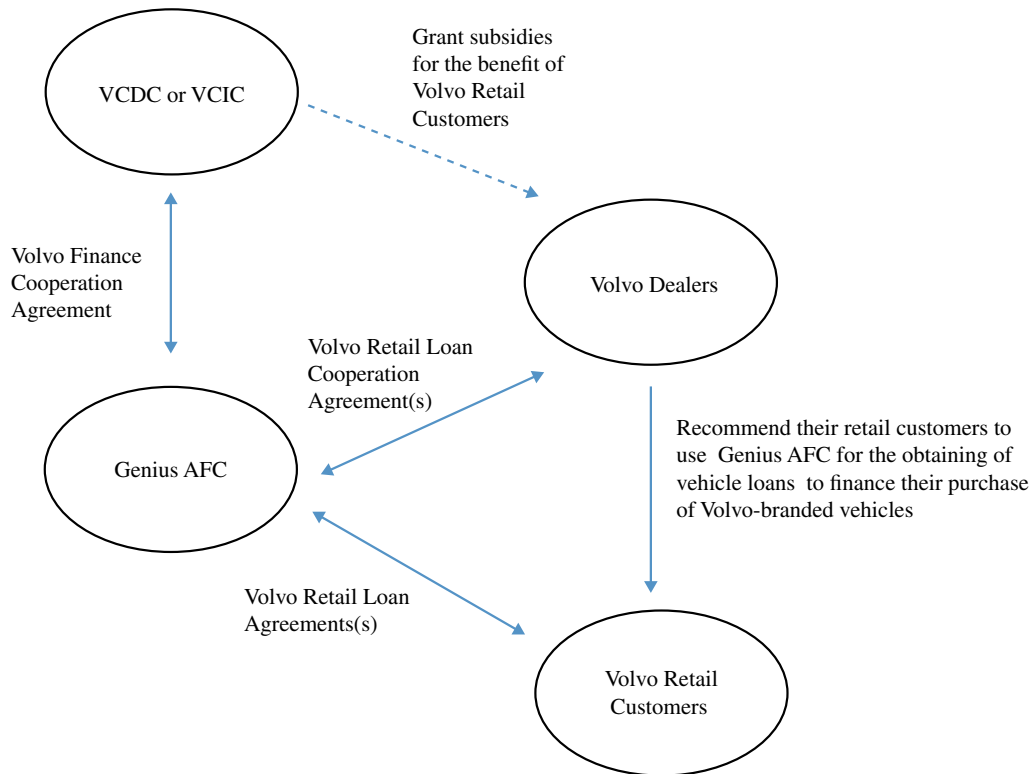 Grant subsidies
for the benefit of
Volvo Retail
Customers
VCDC or VCIC
Volvo Finance
Cooperation
Agreement
Volvo Dealers
Volvo Retail Loan
Cooperation
Agreement(s)
Genius AFC
Recommend their retail customers to
use Genius AFC for the obtaining of
vehicle loans to finance their purchase
of Volvo-branded vehicles
Volvo Retail Loan
Agreements(s)
Volvo Retail
Customers